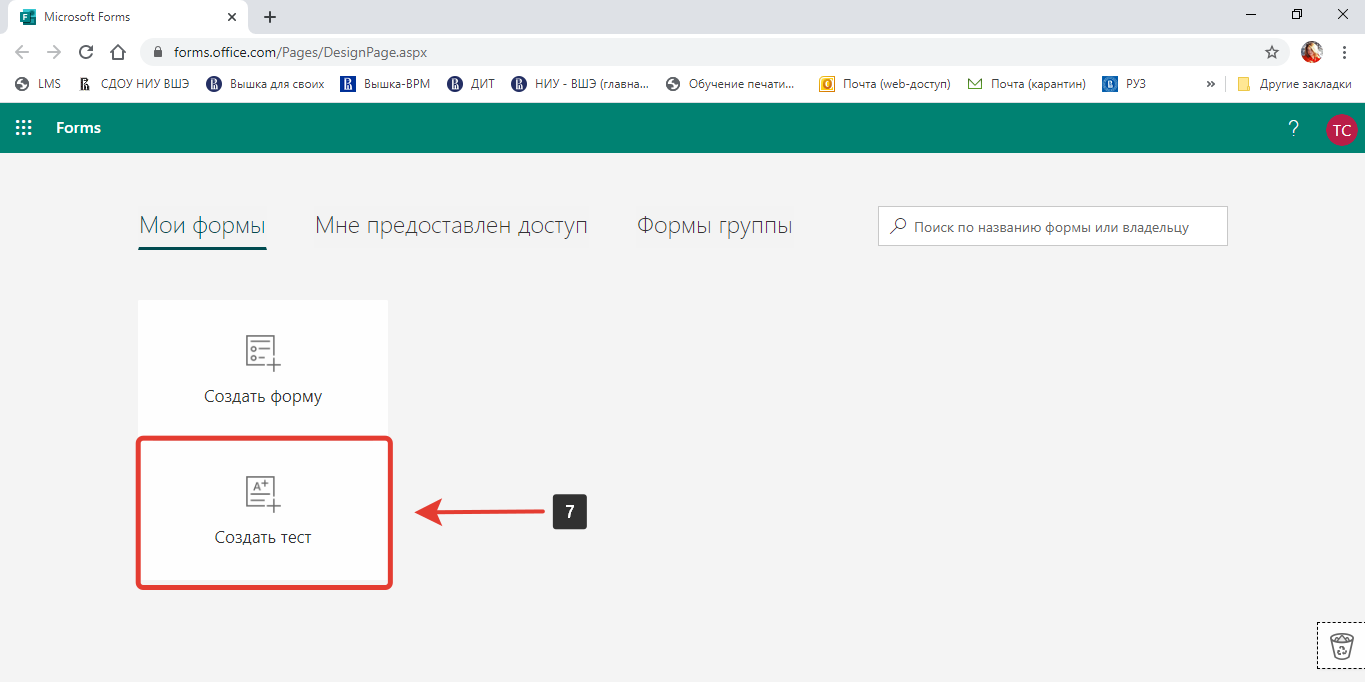 Microsoft Forms
forms.office.com/Pages/DesignPage.aspx
LMS СДОУ НИУ ВШЭ Вышка для своих Вышка-BPM ДИТ НИУ - ВШЭ (главна... Обучение печати... Почта (web-доступ) Почта (карантин) РУЗ » Другие закладки
Forms ? TC
Мои формы Мне предоставлен доступ Формы группы Поиск по названию формы или владельцу
Создать форму
A+
Создать тест
7